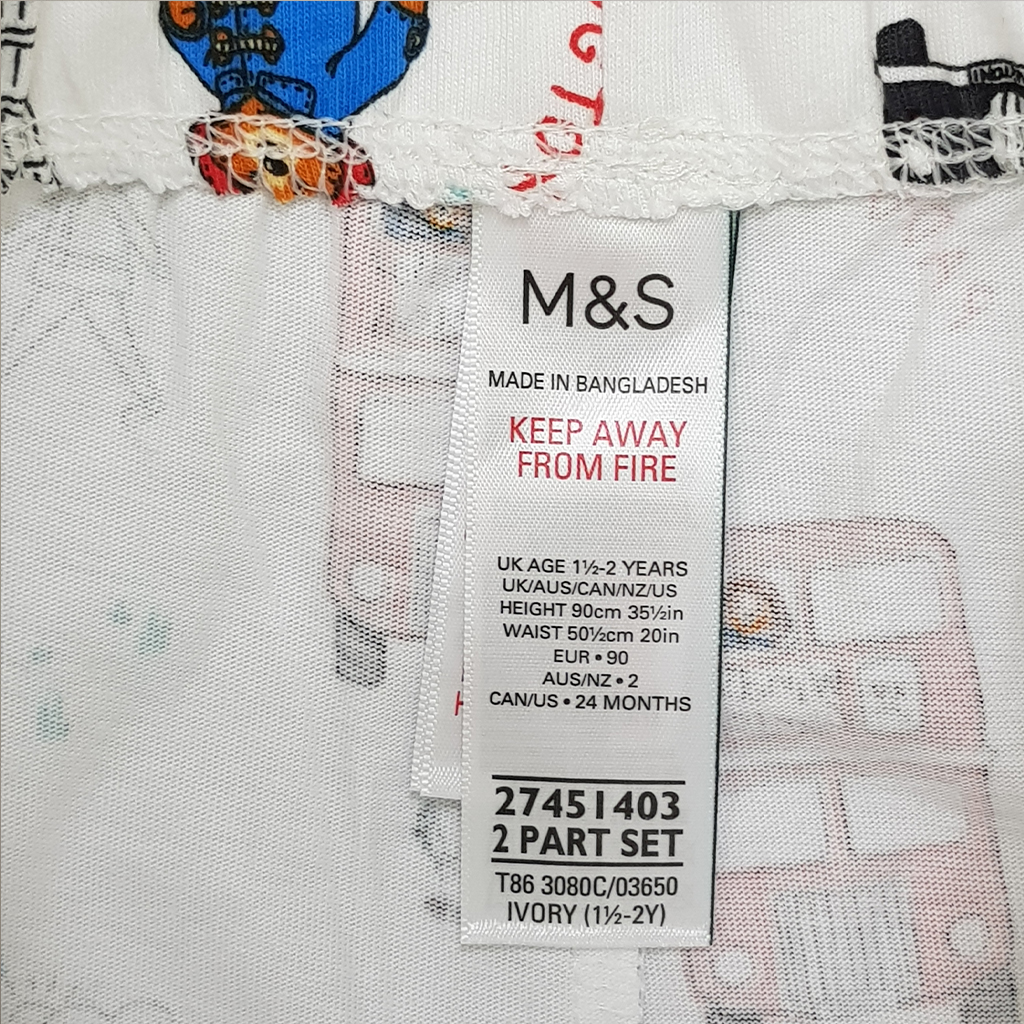 M&S
MADE IN BANGLADESH
KEEP AWAY
FROM FIRE
UK AGE 1½-2 YEARS
UK/AUS/CAN/NZ/US
HEIGHT 90cm 35½in
WAIST 50½cm 20in
EUR • 90
AUS/NZ • 2
CAN/US • 24 MONTHS
27451403
2 PART SET
T86 3080C/03650
IVORY (1½-2Y)